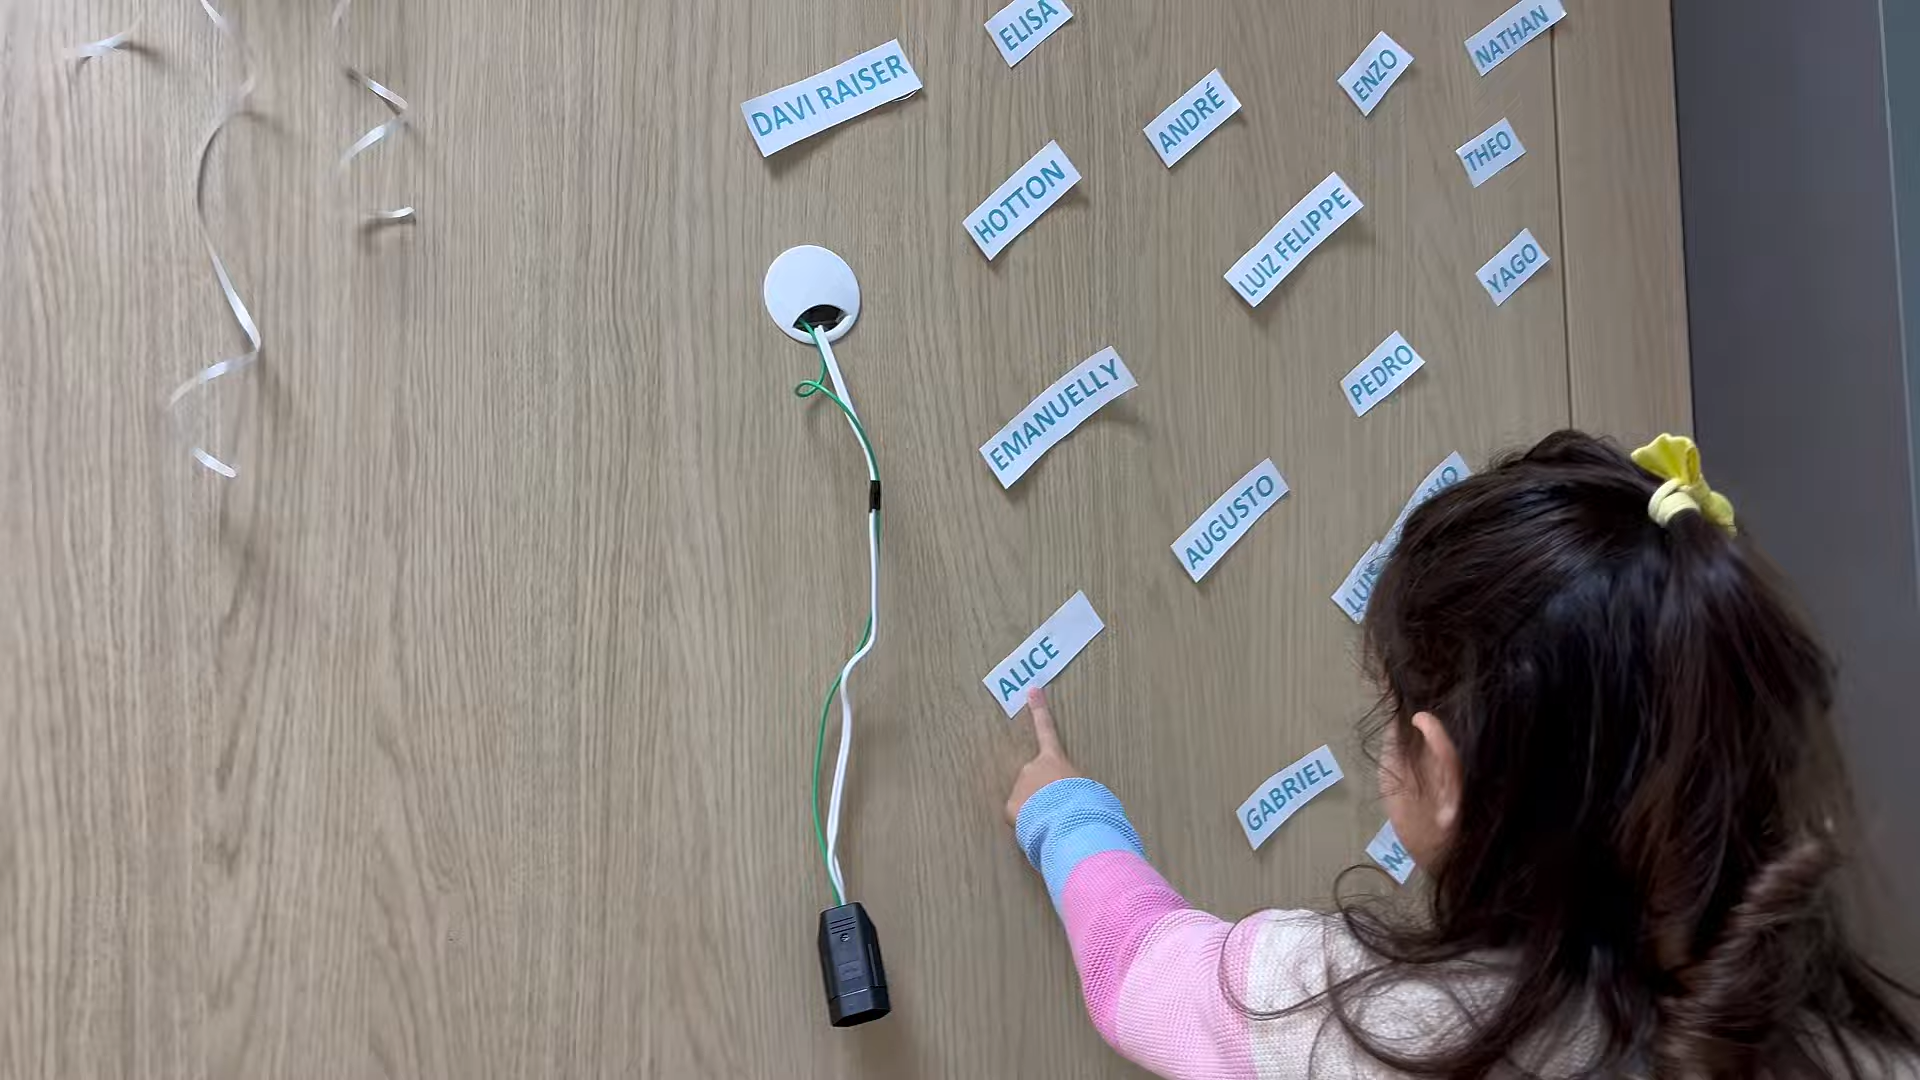 ELISA
NATHAN
DAVI RAISER
ENZO
ANDRÉ
THEO
HOTTON
LUIZ FELIPPE
YAGO
EMANUELLY
PEDRO
AUGUSTO
ALICE
GABRIEL